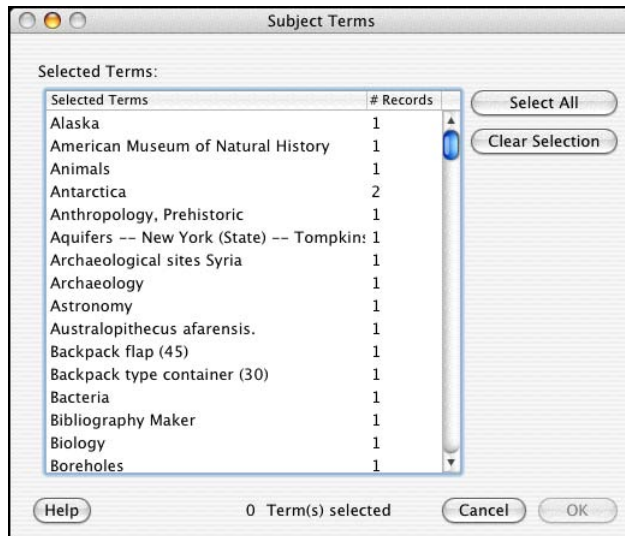 Subject Terms
Selected Terms:
Selected Terms # Records
Select All
Alaska 1
American Museum of Natural History 1
Clear Selection
Animals 1
Antarctica 2
Anthropology, Prehistoric 1
Aquifers -- New York (State) -- Tompkins 1
Archaeological sites Syria 1
Archaeology 1
Astronomy 1
Australopithecus afarensis. 1
Backpack flap (45) 1
Backpack type container (30) 1
Bacteria 1
Bibliography Maker 1
Biology 1
Boreholes 1
Help 0 Term(s) selected Cancel OK